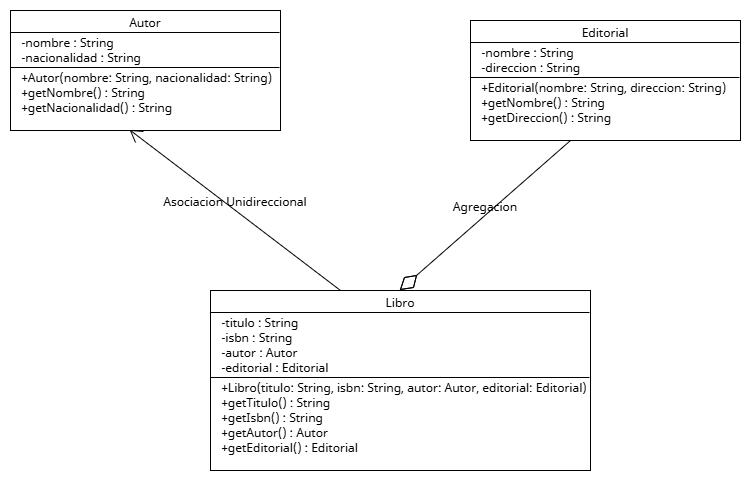 Autor
-nombre : String
-nacionalidad : String
+Autor(nombre: String, nacionalidad: String)
+getNombre() : String
+getNacionalidad() : String
Editorial
-nombre : String
-direccion : String
+Editorial(nombre: String, direccion: String)
+getNombre() : String
+getDireccion() : String
Asociacion Unidireccional
Agregacion
Libro
-titulo : String
-isbn : String
-autor : Autor
-editorial : Editorial
+Libro(titulo: String, isbn: String, autor: Autor, editorial: Editorial)
+getTitulo() : String
+getIsbn() : String
+getAutor() : Autor
+getEditorial() : Editorial